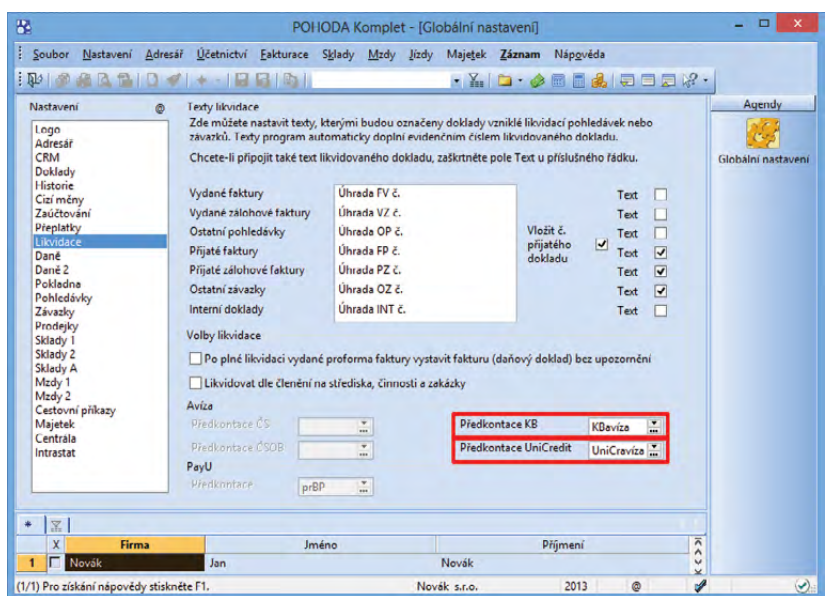 POHODA Komplet - [Globální nastavení]
Soubor Nastavení Adresář Účetnictví Fakturace Sklady Mzdy Jízdy Majetek Záznam Nápověda
Nastavení @
Logo
Adresář
CRM
Doklady
Historie
Cizí měny
Zaúčtování
Přeplatky
Likvidace
Daně
Daně 2
Pokladna
Pohledávky
Závazky
Prodejky
Sklady 1
Sklady 2
Sklady A
Mzdy 1
Mzdy 2
Cestovní příkazy
Majetek
Centrála
Intrastat
Texty likvidace
Zde můžete nastavit texty, kterými budou označeny doklady vzniklé likvidací pohledávek nebo
závazků. Texty program automaticky doplní evidenčním číslem likvidovaného dokladu.
Chcete-li připojit také text likvidovaného dokladu, zaškrtněte pole Text u příslušného řádku.
Vydané faktury Úhrada FV č. Text
Vydané zálohové faktury Úhrada VZ č. Text
Ostatní pohledávky Úhrada OP č. Text
Přijaté faktury Úhrada FP č. Text
Přijaté zálohové faktury Úhrada PZ č. Text
Ostatní závazky Úhrada OZ č. Text
Interní doklady Úhrada INT č. Text
Vložit č.
přijatého
dokladu
Volby likvidace
Po plné likvidaci vydané proforma faktury vystavit fakturu (daňový doklad) bez upozornění
Likvidovat dle členění na střediska, činnosti a zakázky
Avíza
Předkontace ČS Předkontace KB KBavíza
Předkontace ČSOB Předkontace UniCredit UniCravíza
PayU
Předkontace prBP
Agendy
Globální nastavení
* X Firma Jméno Příjmení
1 Novák Jan Novák
(1/1) Pro získání nápovědy stiskněte F1. Novák s.r.o. 2013 @